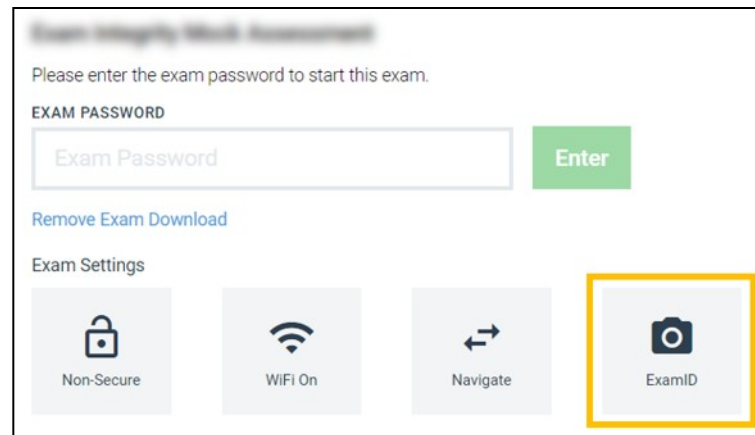 Please enter the exam password to start this exam.
EXAM PASSWORD
Exam Password
Enter
Remove Exam Download
Exam Settings
Non-Secure
WiFi On
Navigate
ExamID